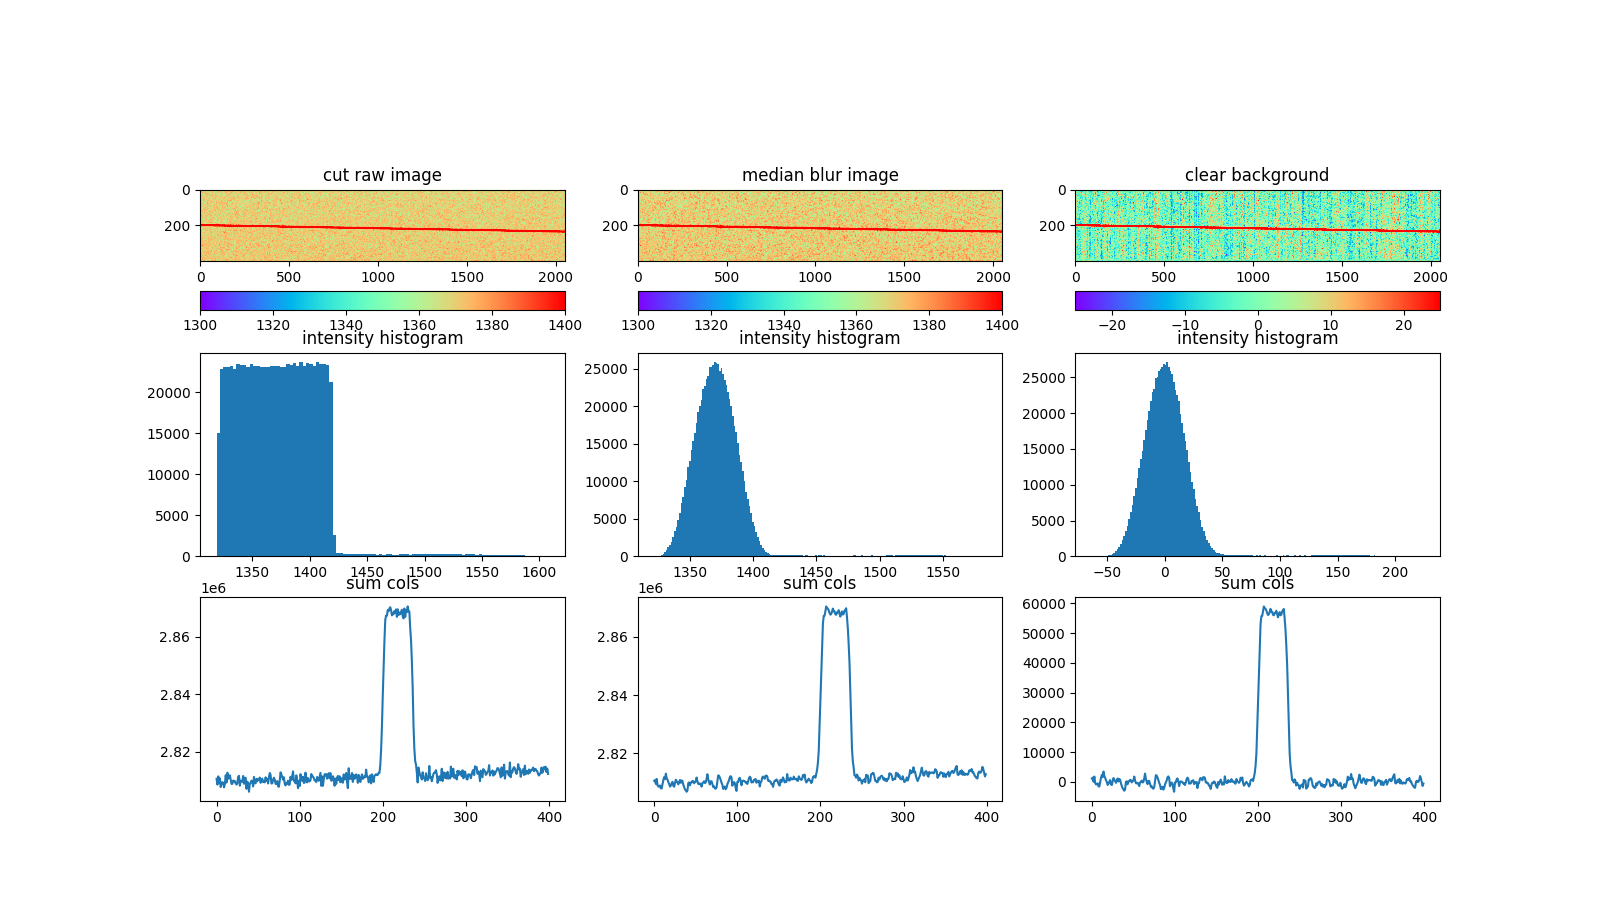 cut raw image median blur image clear background
0 0 0
200 200 200
0 500 1000 1500 2000 0 500 1000 1500 2000 0 500 1000 1500 2000
1300 1320 1340 1360 1380 1400 1300 1320 1340 1360 1380 1400 −20 −10 0 10 20
intensity histogram intensity histogram intensity histogram
20000 15000 10000 5000 0
25000 20000 15000 10000 5000 0
25000 20000 15000 10000 5000 0
1350 1400 1450 1500 1550 1600 1350 1400 1450 1500 1550 −50 0 50 100 150 200
1e6 sum cols 1e6 sum cols sum cols
2.86 2.84 2.82
2.86 2.84 2.82
60000 50000 40000 30000 20000 10000 0
0 100 200 300 400 0 100 200 300 400 0 100 200 300 400